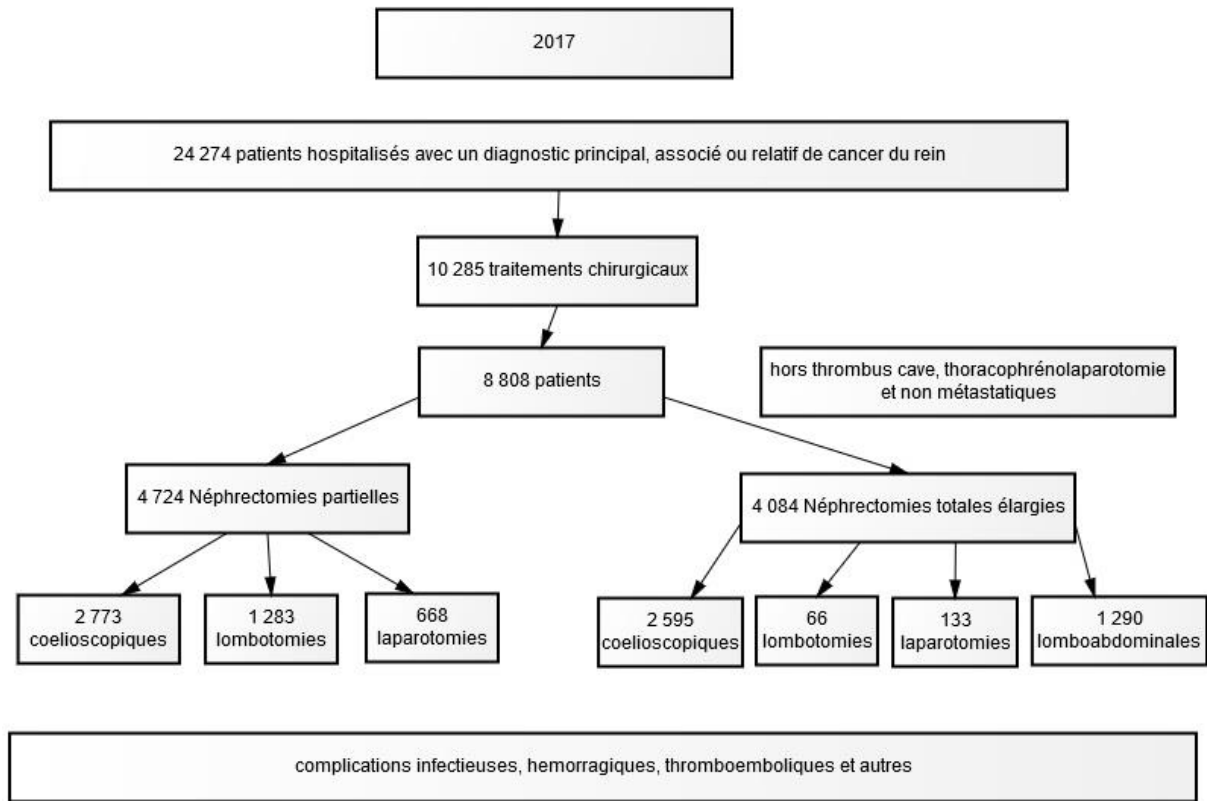 2017
24 274 patients hospitalisés avec un diagnostic principal, associé ou relatif de cancer du rein
10 285 traitements chirurgicaux
8 808 patients
hors thrombus cave, thoracophrénolaparotomie
et non métastatiques
4 724 Néphrectomies partielles
4 084 Néphrectomies totales élargies
2 773
coelioscopiques
1 283
lombotomies
668
laparotomies
2 595
coelioscopiques
66
lombotomies
133
laparotomies
1 290
lomboabdominales
complications infectieuses, hemorragiques, thromboemboliques et autres